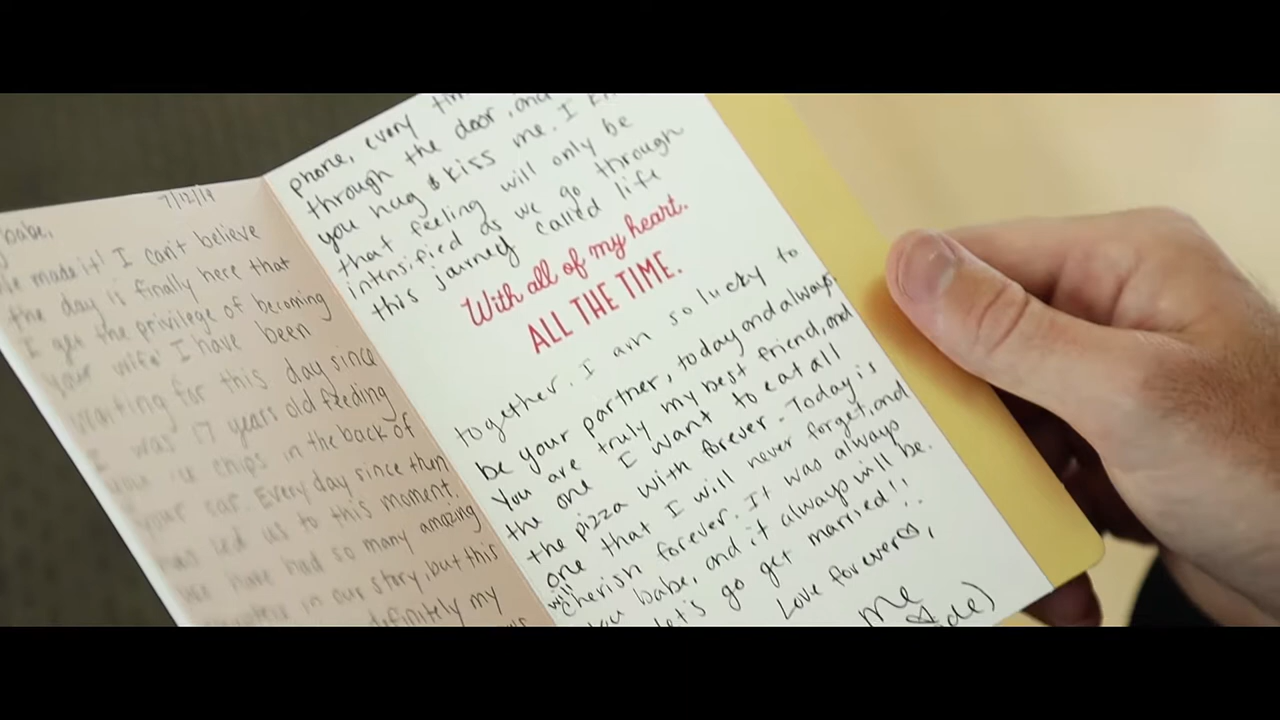 7/12/19
babe,
made it! I can't believe
the day is finally here that
I get the privilege of becoming
your wife! I have been
waiting for this day since
I was 17 years old feeding
you chips in the back of
your car. Every day since then
has led us to this moment.
We have had so many amazing
in our story, but this
definitely my
phone, every
through the door, and
you hug & kiss me. I
that feeling will only be
intensified as we go through
this journey called life
With all of my heart.
ALL THE TIME.
together. I am so lucky to
be your partner, today and always.
You are truly my best friend, and
the one I want to eat all
the pizza with forever - Today is
one that I will never forget, and
will cherish forever. It was always
you babe, and it always will be.
Let's go get married!!
Love forever,
Me